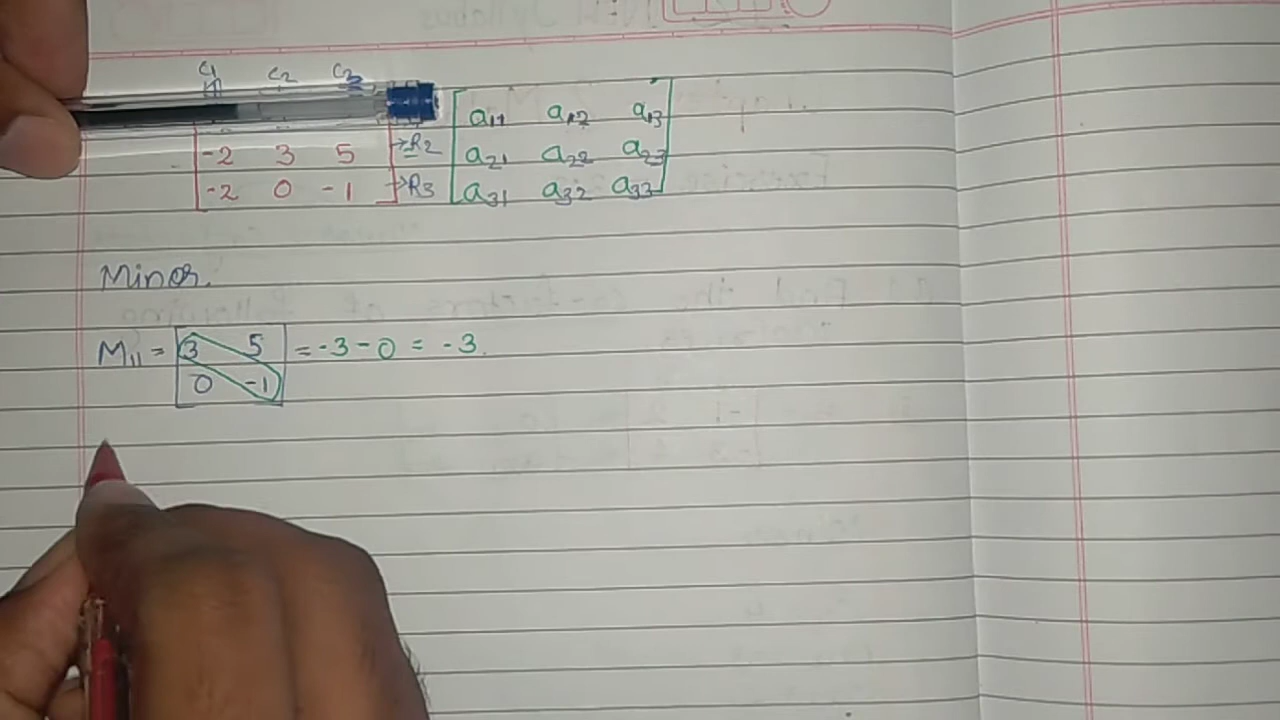 C1 C2 C3
a11 a12 a13
-2 3 5 →R2 a21 a22 a23
-2 0 -1 →R3 a31 a32 a33
Minor.
M11 = 3 5 = -3 - 0 = -3.
0 -1